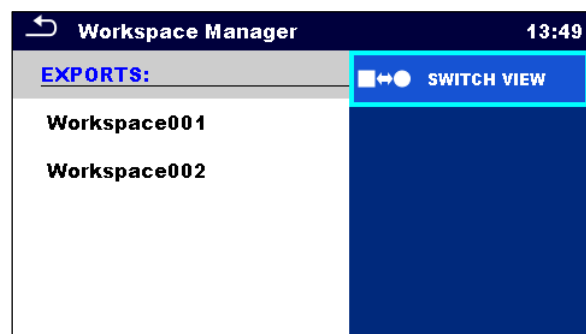 Workspace Manager 13:49
EXPORTS:
SWITCH VIEW
Workspace001
Workspace002